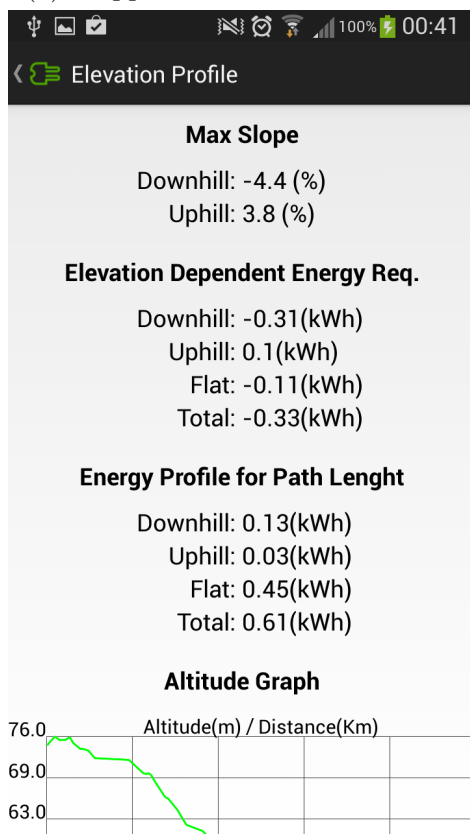 100% 00:41
Elevation Profile
Max Slope
Downhill: -4.4 (%)
Uphill: 3.8 (%)
Elevation Dependent Energy Req.
Downhill: -0.31(kWh)
Uphill: 0.1(kWh)
Flat: -0.11(kWh)
Total: -0.33(kWh)
Energy Profile for Path Lenght
Downhill: 0.13(kWh)
Uphill: 0.03(kWh)
Flat: 0.45(kWh)
Total: 0.61(kWh)
Altitude Graph
Altitude(m) / Distance(Km)
76.0
69.0
63.0